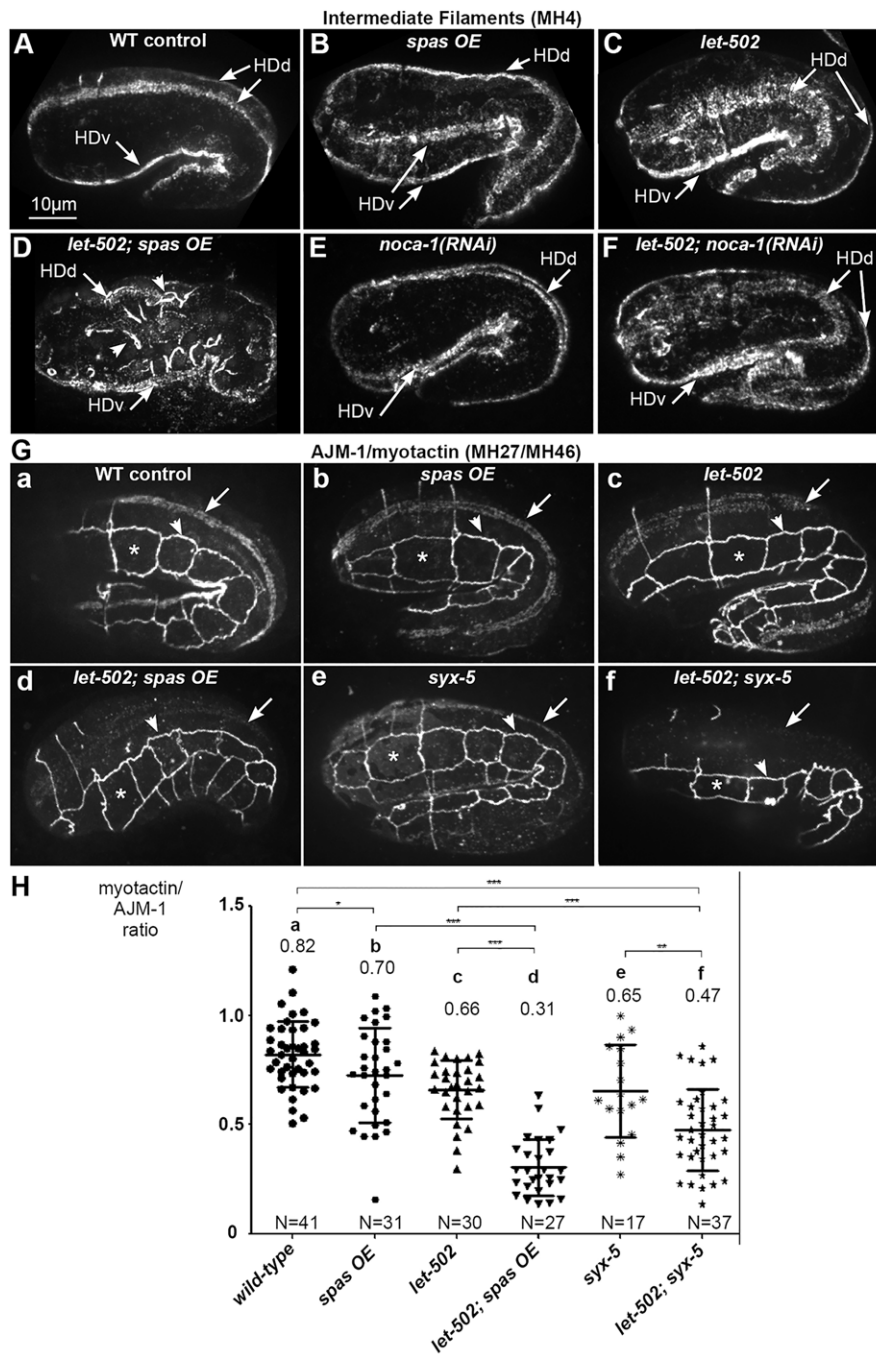 Intermediate Filaments (MH4)
A WT control HDd HDv 10µm
B spas OE HDd HDv
C let-502 HDd HDv
D let-502; spas OE HDd HDv
E noca-1(RNAi) HDd HDv
F let-502; noca-1(RNAi) HDd HDv
G AJM-1/myotactin (MH27/MH46)
a WT control *
b spas OE *
c let-502 *
d let-502; spas OE *
e syx-5 *
f let-502; syx-5 *
H
myotactin/
AJM-1
ratio
1.5
1.0
0.5
0
***
* *** ***
*** **
a 0.82
b 0.70
c 0.66
d 0.31
e 0.65
f 0.47
N=41 N=31 N=30 N=27 N=17 N=37
wild-type
spas OE
let-502
let-502; spas OE
syx-5
let-502; syx-5